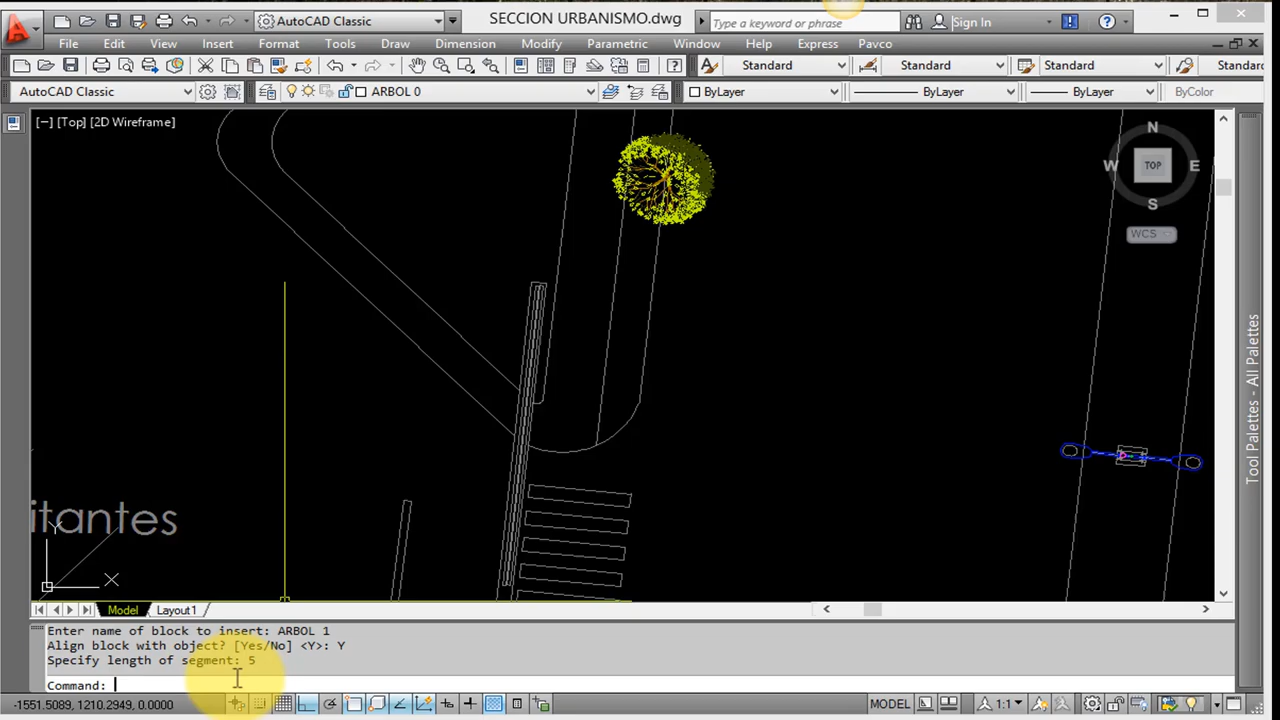 AutoCAD Classic
SECCION URBANISMO.dwg
Type a keyword or phrase
Sign In
File Edit View Insert Format Tools Draw Dimension Modify Parametric Window Help Express Pavco
Standard Standard Standard Standard
AutoCAD Classic ARBOL 0 ByLayer ByLayer ByLayer ByColor
[−] [Top] [2D Wireframe]
N
W TOP E
S
WCS
Tool Palettes - All Palettes
itantes
Y
X
Model Layout1
Enter name of block to insert: ARBOL 1
Align block with object? [Yes/No] <Y>: Y
Specify length of segment: 5
Command:
-1551.5089, 1210.2949, 0.0000 MODEL 1:1